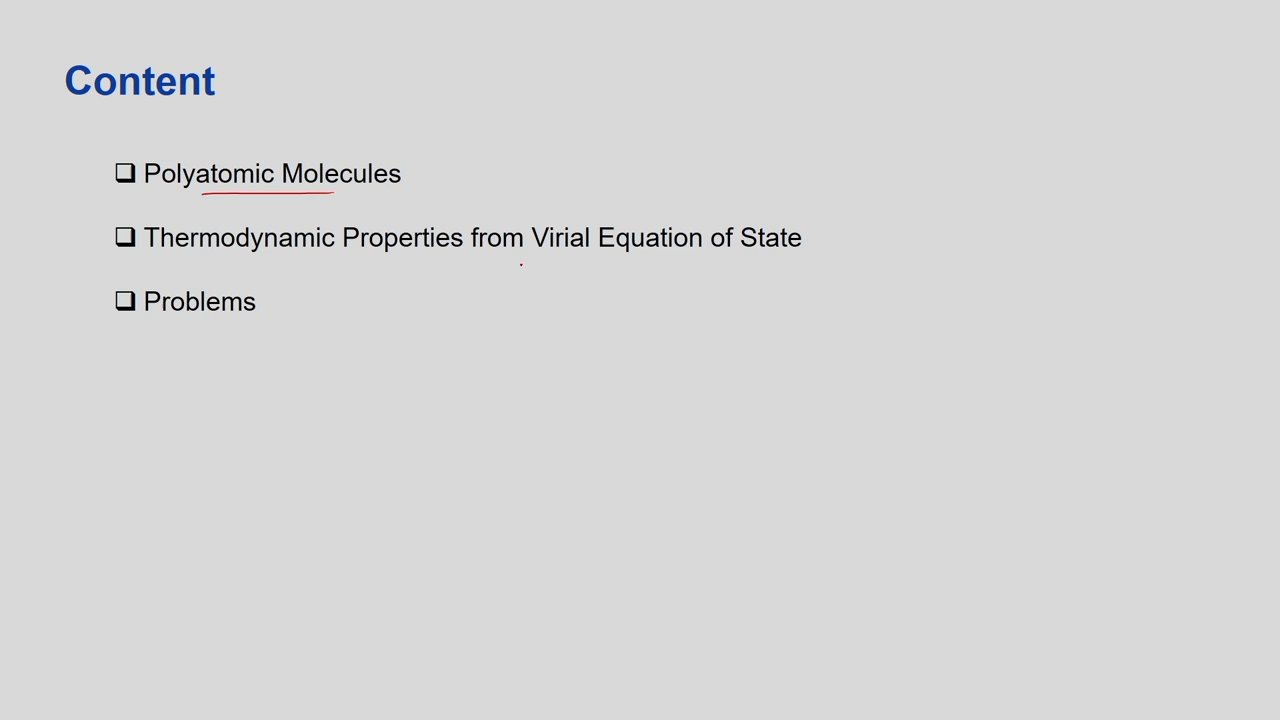 Content
❑ Polyatomic Molecules
❑ Thermodynamic Properties from Virial Equation of State
❑ Problems